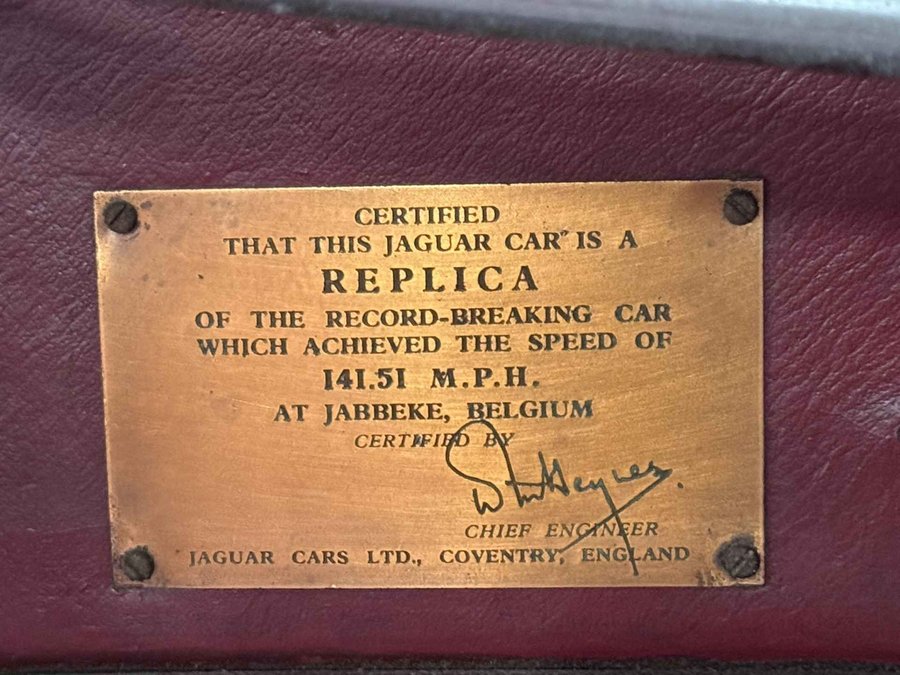 CERTIFIED
THAT THIS JAGUAR CAR IS A
REPLICA
OF THE RECORD-BREAKING CAR
WHICH ACHIEVED THE SPEED OF
141.51 M.P.H.
AT JABBEKE, BELGIUM
CERTIFIED BY
Wm Heynes.
CHIEF ENGINEER
JAGUAR CARS LTD., COVENTRY, ENGLAND